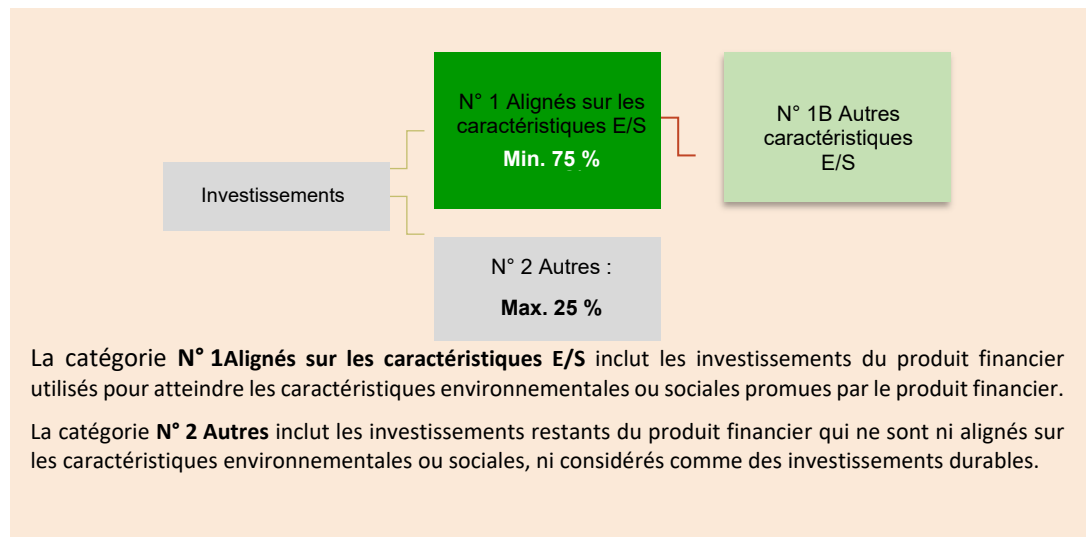 N° 1 Alignés sur les
caractéristiques E/S
Min. 75 %
N° 1B Autres
caractéristiques
E/S
Investissements
N° 2 Autres :
Max. 25 %
La catégorie N° 1Alignés sur les caractéristiques E/S inclut les investissements du produit financier
utilisés pour atteindre les caractéristiques environnementales ou sociales promues par le produit financier.
La catégorie N° 2 Autres inclut les investissements restants du produit financier qui ne sont ni alignés sur
les caractéristiques environnementales ou sociales, ni considérés comme des investissements durables.